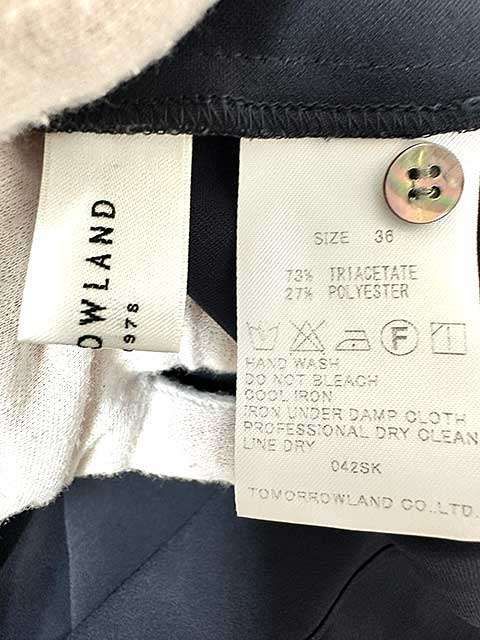 OWLAND
0978
SIZE 36
73% TRIACETATE
27% POLYESTER
F
HAND WASH
DO NOT BLEACH
COOL IRON
IRON UNDER DAMP CLOTH
PROFESSIONAL DRY CLEAN
LINE DRY
042SK
TOMORROWLAND CO.,LTD.